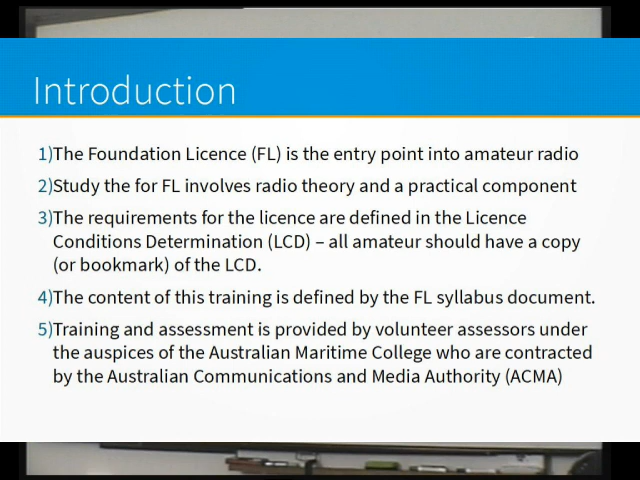 Introduction
1)The Foundation Licence (FL) is the entry point into amateur radio
2)Study the for FL involves radio theory and a practical component
3)The requirements for the licence are defined in the Licence
Conditions Determination (LCD) – all amateur should have a copy
(or bookmark) of the LCD.
4)The content of this training is defined by the FL syllabus document.
5)Training and assessment is provided by volunteer assessors under
the auspices of the Australian Maritime College who are contracted
by the Australian Communications and Media Authority (ACMA)